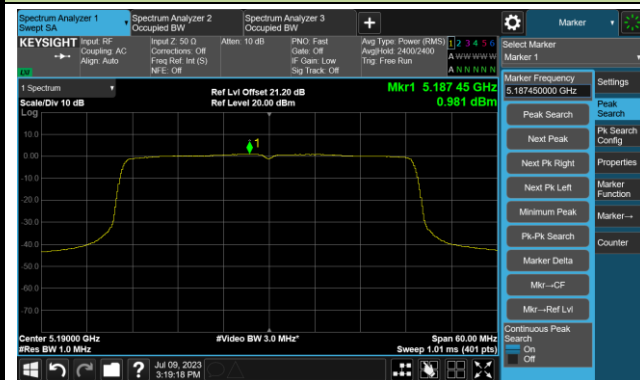 Spectrum Analyzer 1
Swept SA
Spectrum Analyzer 2
Occupied BW
Spectrum Analyzer 3
Occupied BW
+
Marker
KEYSIGHT
Input: RF
Coupling: AC
Align: Auto
Input Z: 50 Ω
Corrections: Off
Freq Ref: Int (S)
NFE: Off
Atten: 10 dB
PNO: Fast
Gate: Off
IF Gain: Low
Sig Track: Off
Avg Type: Power (RMS)
Avg|Hold: 2400/2400
Trig: Free Run
1 2 3 4 5 6
A W W W W W
A N N N N N
LM
Select Marker
Marker 1
1 Spectrum
Scale/Div 10 dB
Log
Ref Lvl Offset 21.20 dB
Ref Level 20.00 dBm
Mkr1 5.187 45 GHz
0.981 dBm
10.0
0.00
-10.0
-20.0
-30.0
-40.0
-50.0
-60.0
-70.0
1
Center 5.19000 GHz
#Res BW 1.0 MHz
#Video BW 3.0 MHz*
Span 60.00 MHz
Sweep 1.01 ms (401 pts)
Marker Frequency
5.187450000 GHz
Peak Search
Next Peak
Next Pk Right
Next Pk Left
Minimum Peak
Pk-Pk Search
Marker Delta
Mkr→CF
Mkr→Ref Lvl
Continuous Peak
Search
On
Off
Settings
Peak
Search
Pk Search
Config
Properties
Marker
Function
Marker→
Counter
?
Jul 09, 2023
3:19:18 PM